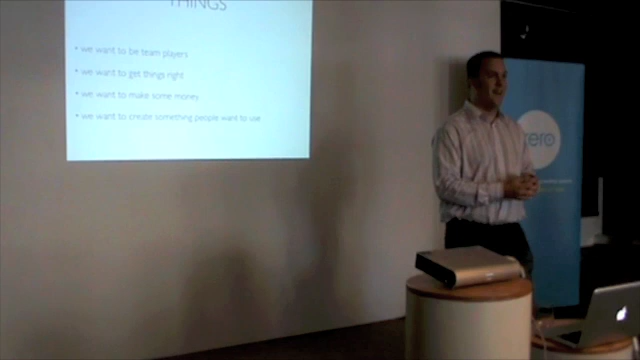 THINGS
• we want to be team players
• we want to get things right
• we want to make some money
• we want to create something people want to use
xero